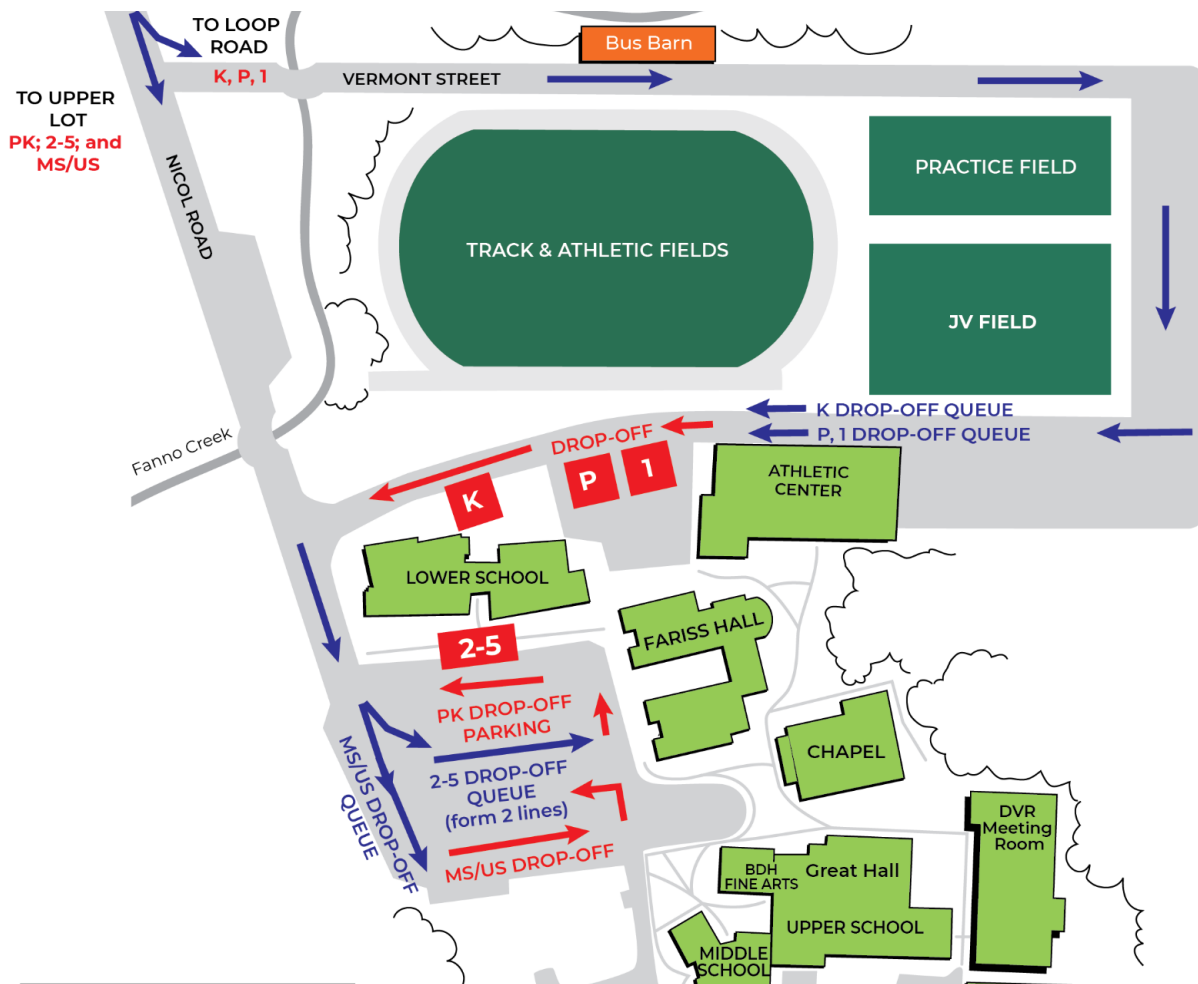 TO LOOP
ROAD
K, P, 1
Bus Barn
VERMONT STREET
TO UPPER
LOT
PK; 2-5; and
MS/US
NICOL ROAD
PRACTICE FIELD
TRACK & ATHLETIC FIELDS
JV FIELD
K DROP-OFF QUEUE
P, 1 DROP-OFF QUEUE
Fanno Creek
DROP-OFF
P
1
K
ATHLETIC
CENTER
LOWER SCHOOL
FARISS HALL
2-5
PK DROP-OFF
PARKING
MS/US DROP-OFF
QUEUE
2-5 DROP-OFF
QUEUE
(form 2 lines)
MS/US DROP-OFF
CHAPEL
DVR
Meeting
Room
BDH
FINE ARTS
Great Hall
UPPER SCHOOL
MIDDLE
SCHOOL